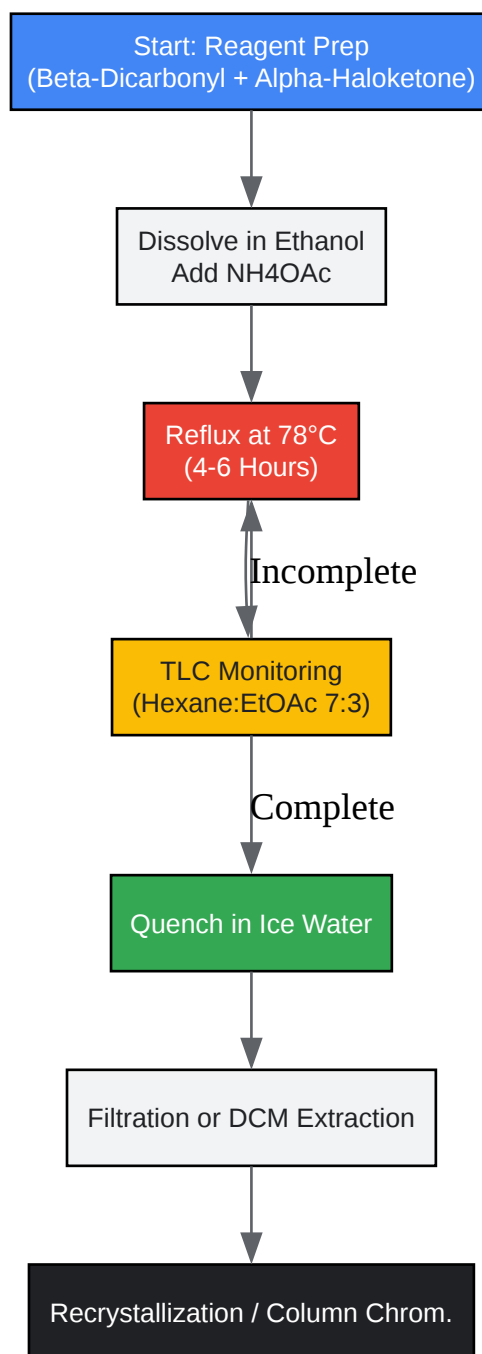 Start: Reagent Prep
(Beta-Dicarbonyl + Alpha-Haloketone)
Dissolve in Ethanol
Add NH4OAc
Reflux at 78°C
(4-6 Hours)
Incomplete
TLC Monitoring
(Hexane:EtOAc 7:3)
Complete
Quench in Ice Water
Filtration or DCM Extraction
Recrystallization / Column Chrom.